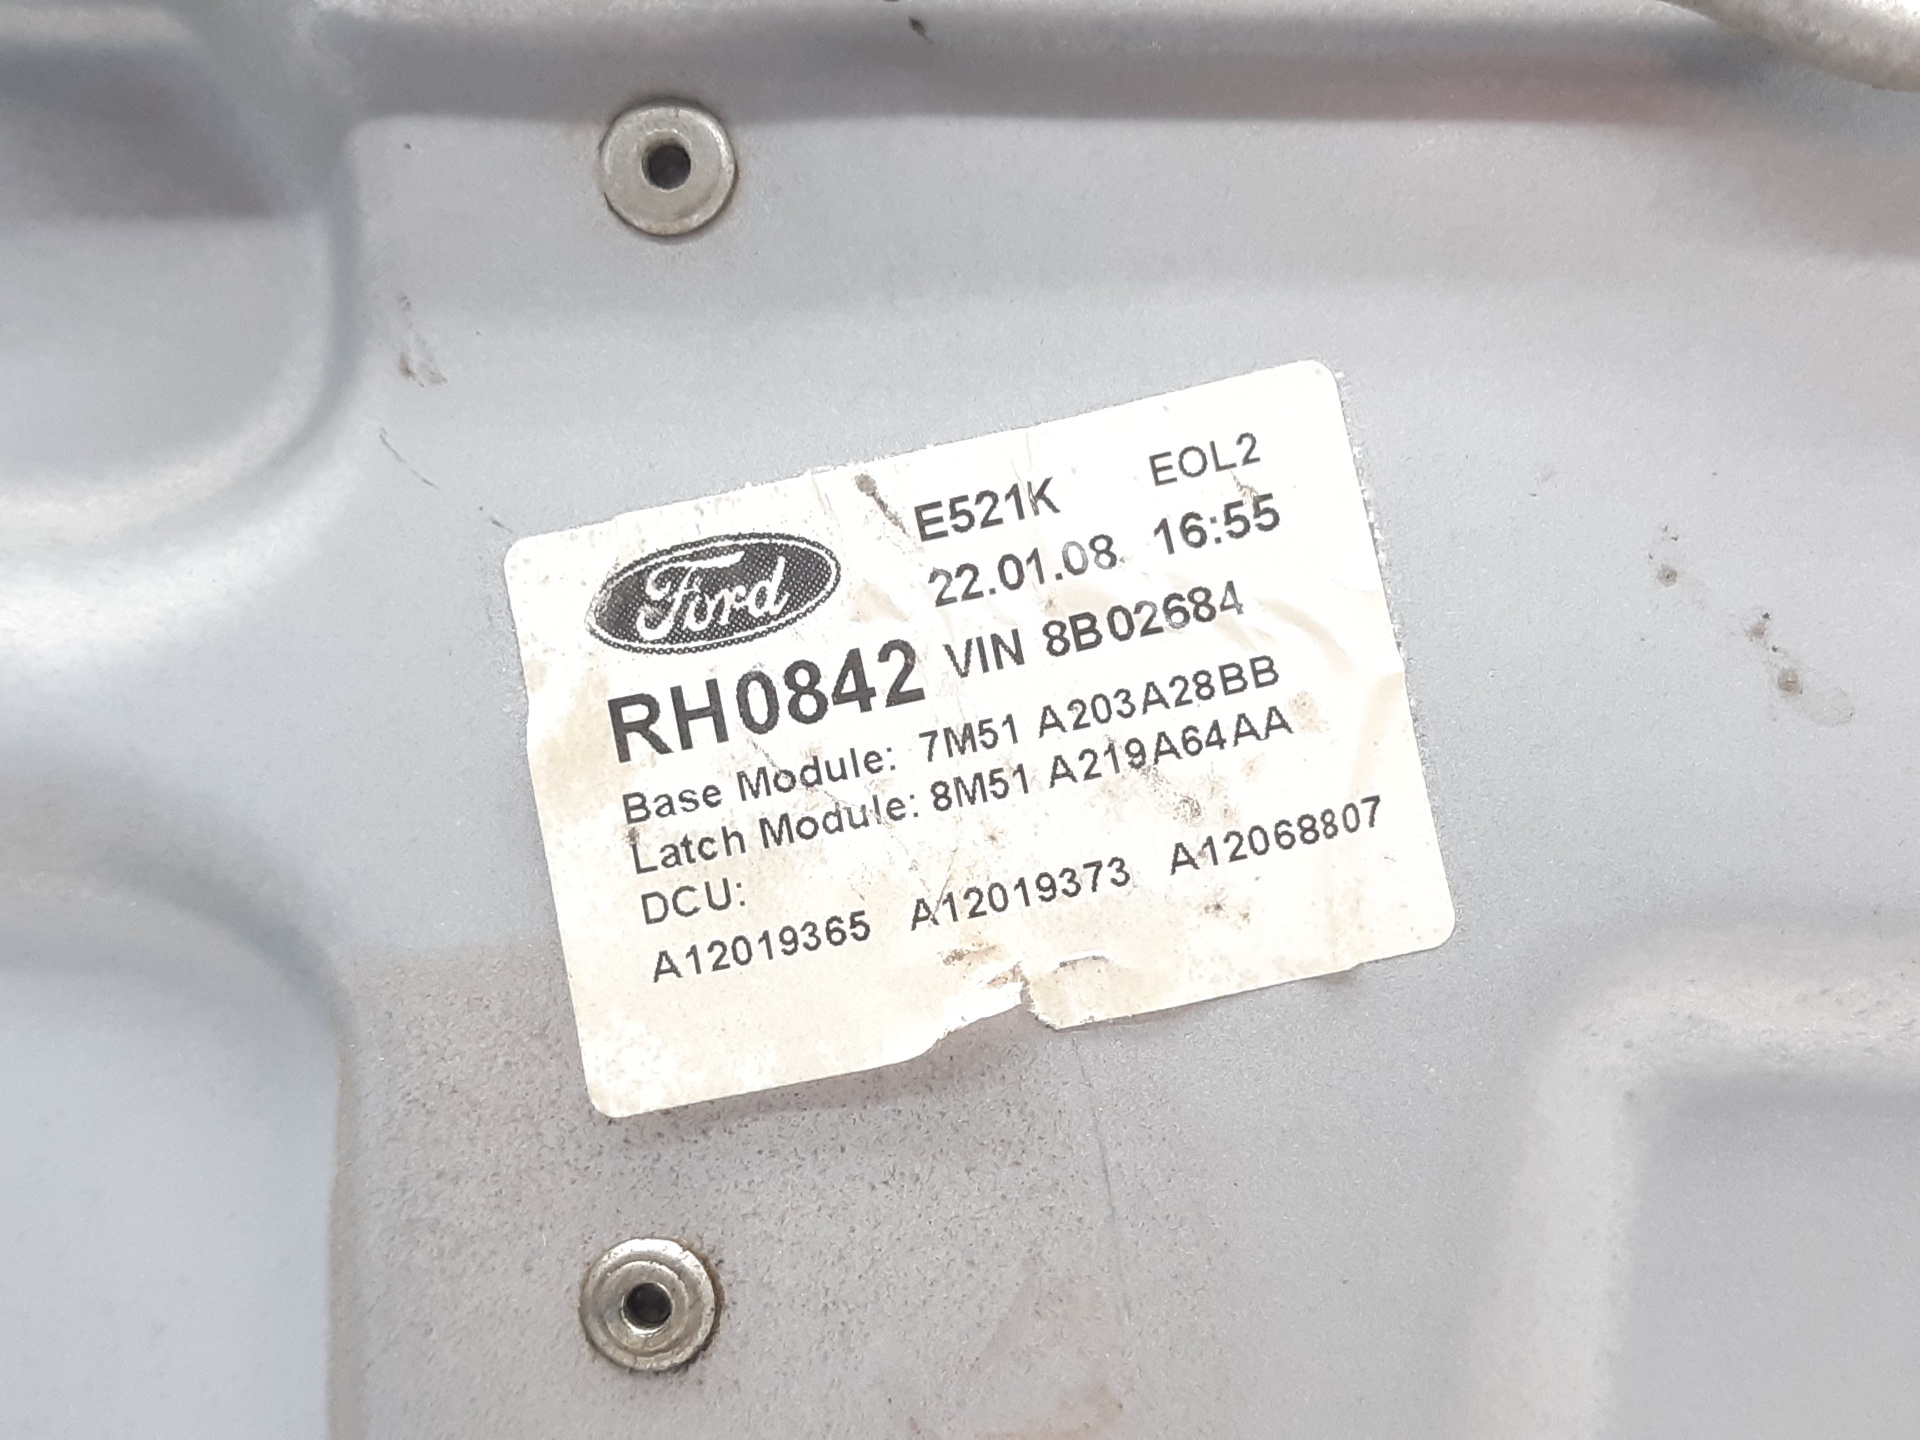 E521K EOL2
Ford 22.01.08 16:55
RH0842 VIN 8B02684
Base Module: 7M51 A203A28BB
Latch Module: 8M51 A219A64AA
DCU:
A12019365 A12019373 A12068807